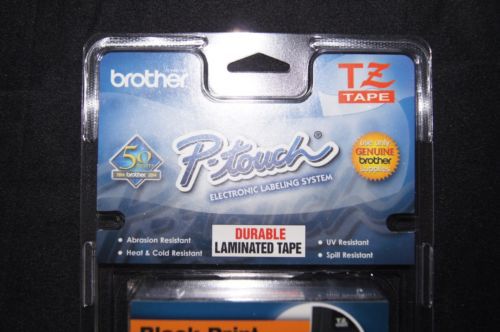 brother
TZ
TAPE
50
brother
P-touch®
ELECTRONIC LABELING SYSTEM
use only
GENUINE
brother
supplies
DURABLE
LAMINATED TAPE
• Abrasion Resistant
• Heat & Cold Resistant
• UV Resistant
• Spill Resistant
Black Print